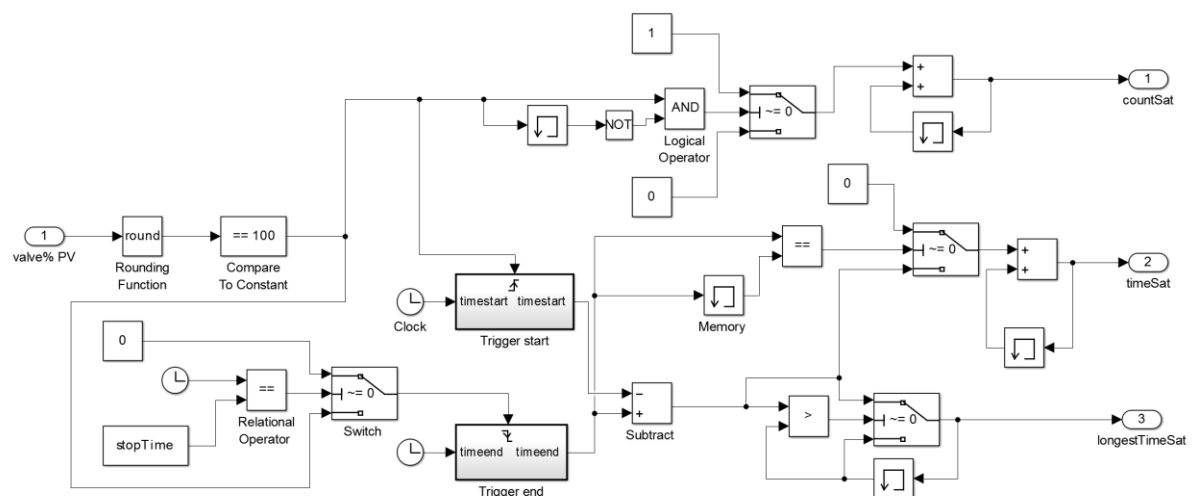 1
valve% PV
round
Rounding
Function
== 100
Compare
To Constant
1
0
NOT
AND
Logical
Operator
~= 0
+
+
1
countSat
0
==
Memory
~= 0
+
+
2
timeSat
Clock
timestart timestart
Trigger start
0
stopTime
==
Relational
Operator
~= 0
Switch
timeend timeend
Trigger end
−
+
Subtract
>
~= 0
3
longestTimeSat